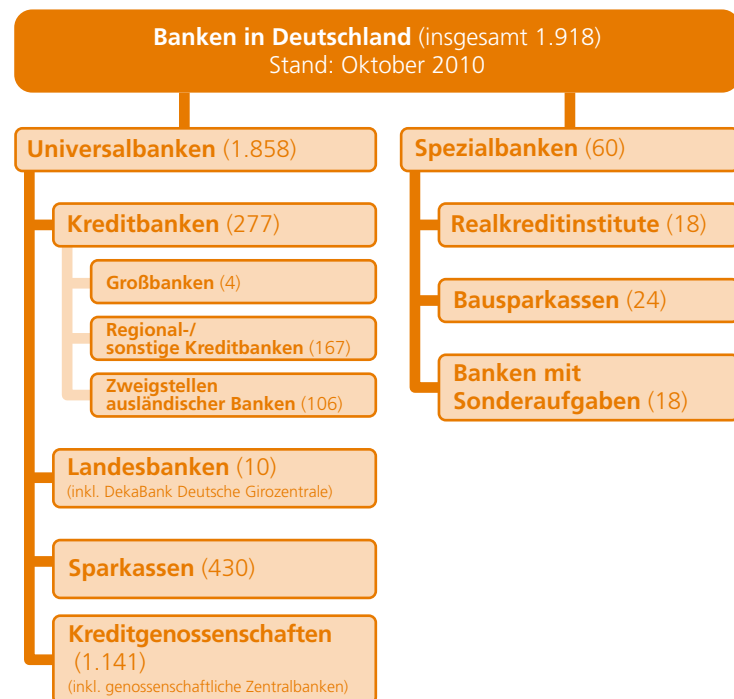 Banken in Deutschland (insgesamt 1.918)
Stand: Oktober 2010
Universalbanken (1.858)
Kreditbanken (277)
Großbanken (4)
Regional-/
sonstige Kreditbanken (167)
Zweigstellen
ausländischer Banken (106)
Landesbanken (10)
(inkl. DekaBank Deutsche Girozentrale)
Sparkassen (430)
Kreditgenossenschaften
(1.141)
(inkl. genossenschaftliche Zentralbanken)
Spezialbanken (60)
Realkreditinstitute (18)
Bausparkassen (24)
Banken mit
Sonderaufgaben (18)